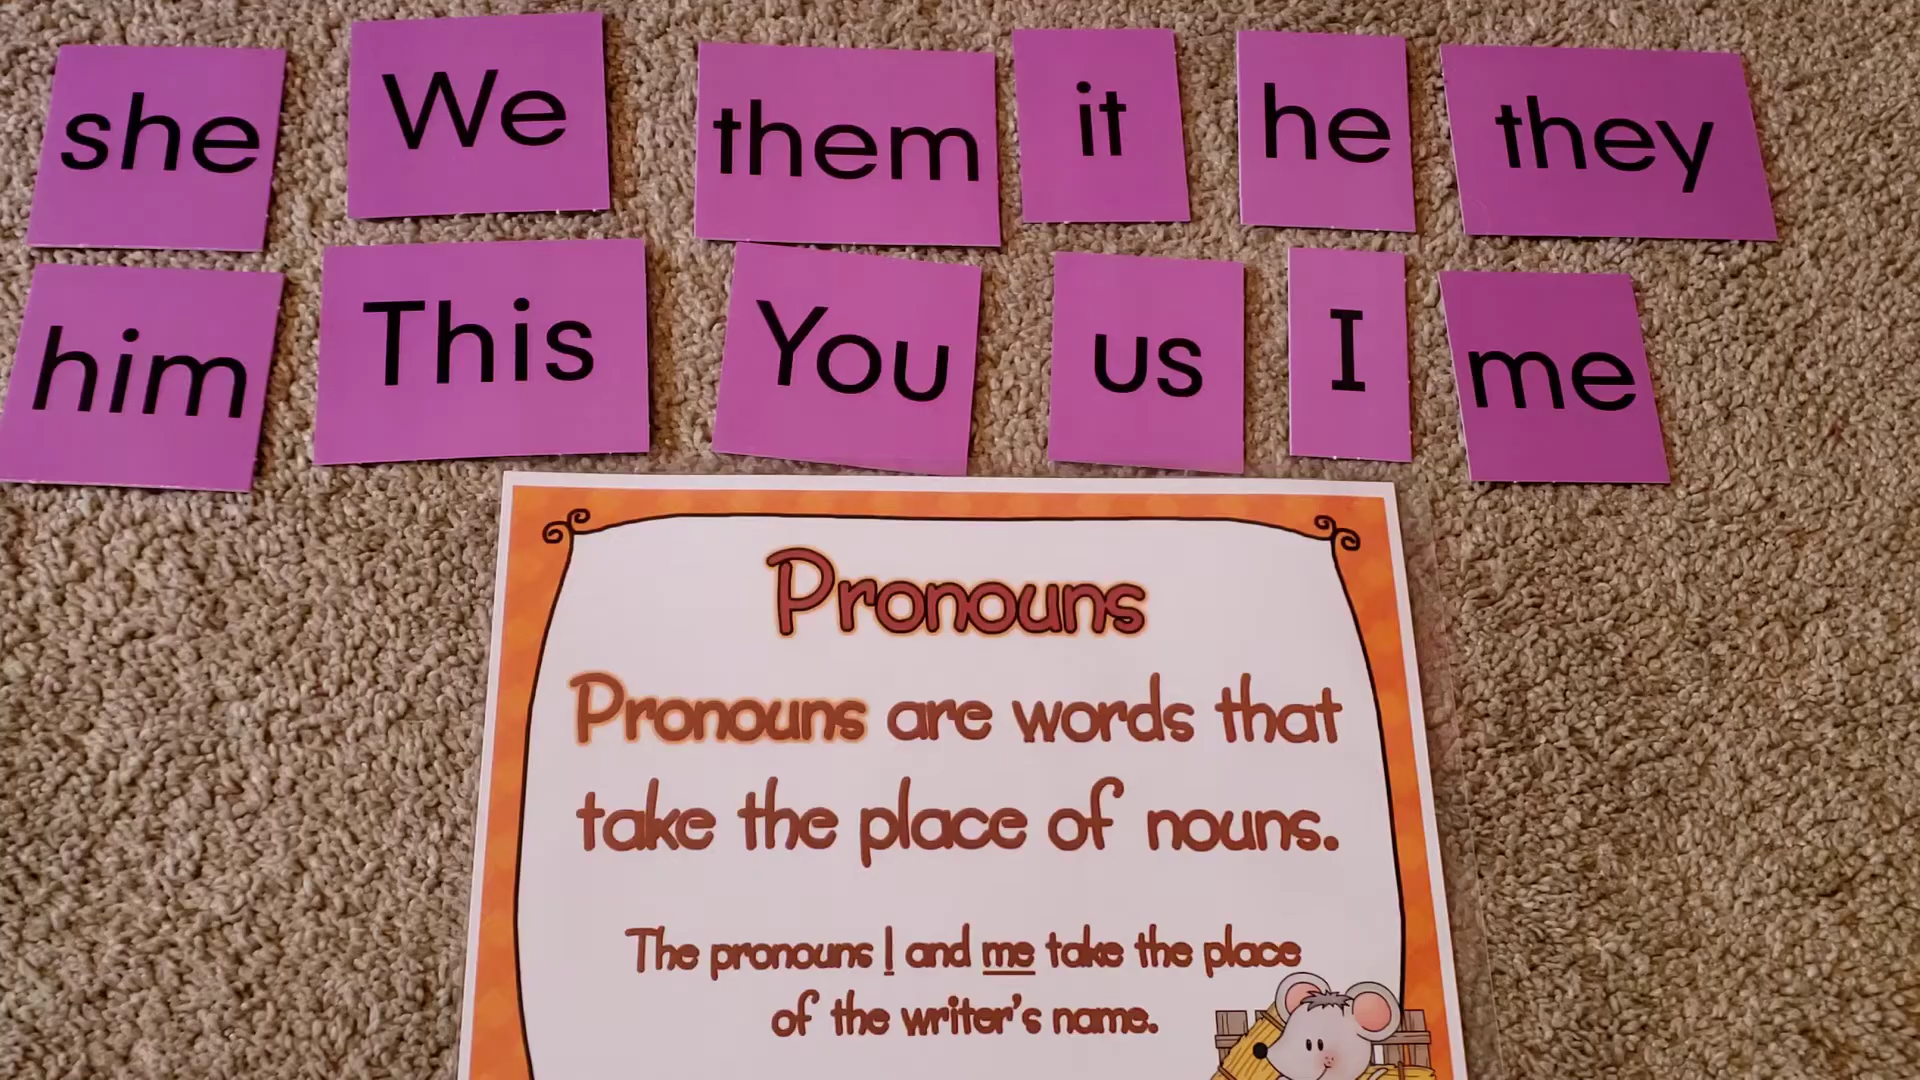 she We them it he they
him This You us I me
Pronouns
Pronouns are words that
take the place of nouns.
The pronouns I and me take the place
of the writer's name.